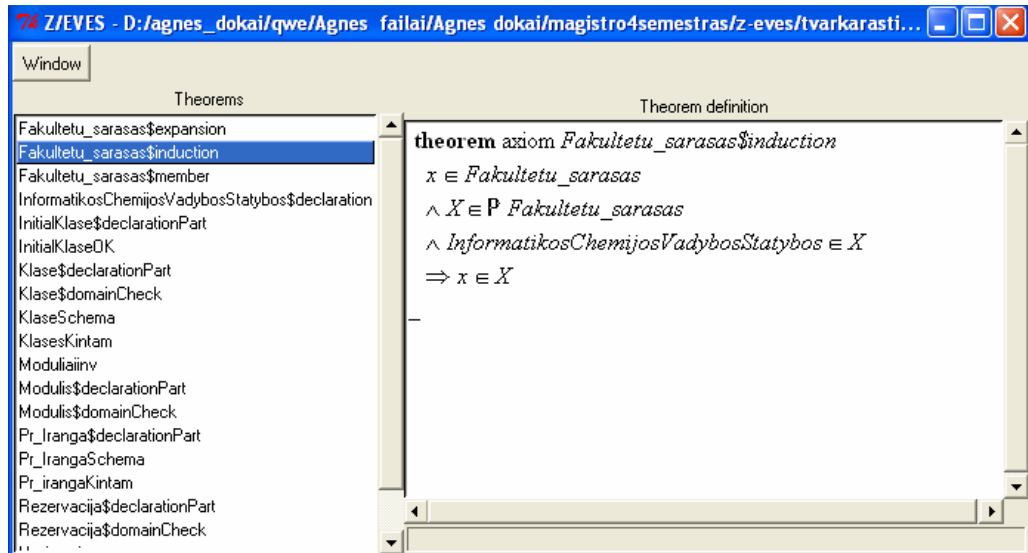 Z/EVES - D:/agnes_dokai/qwe/Agnes failai/Agnes dokai/magistro4semestras/z-eves/tvarkarasti...
Window
Theorems
Fakultetu_sarasas$expansion
Fakultetu_sarasas$induction
Fakultetu_sarasas$member
InformatikosChemijosVadybosStatybos$declaration
InitialKlase$declarationPart
InitialKlaseOK
Klase$declarationPart
Klase$domainCheck
KlaseSchema
KlasesKintam
Moduliaiinv
Modulis$declarationPart
Modulis$domainCheck
Pr_Iranga$declarationPart
Pr_IrangaSchema
Pr_irangaKintam
Rezervacija$declarationPart
Rezervacija$domainCheck
Theorem definition
theorem axiom Fakultetu_sarasas$induction
x ∈ Fakultetu_sarasas
∧ X ∈ ℙ Fakultetu_sarasas
∧ InformatikosChemijosVadybosStatybos ∈ X
⇒ x ∈ X